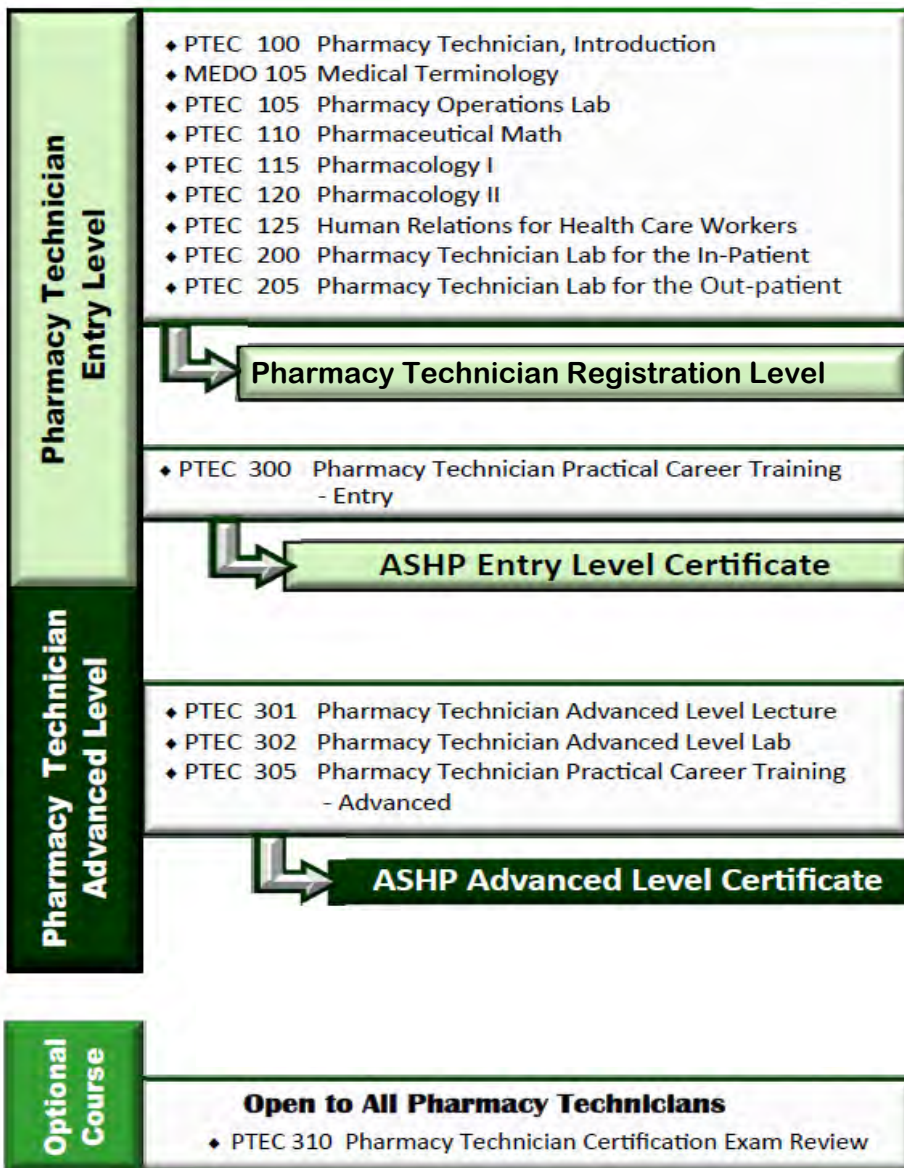 Pharmacy Technician
Entry Level
◆ PTEC 100 Pharmacy Technician, Introduction
◆ MEDO 105 Medical Terminology
◆ PTEC 105 Pharmacy Operations Lab
◆ PTEC 110 Pharmaceutical Math
◆ PTEC 115 Pharmacology I
◆ PTEC 120 Pharmacology II
◆ PTEC 125 Human Relations for Health Care Workers
◆ PTEC 200 Pharmacy Technician Lab for the In-Patient
◆ PTEC 205 Pharmacy Technician Lab for the Out-patient
Pharmacy Technician Registration Level
◆ PTEC 300 Pharmacy Technician Practical Career Training
- Entry
ASHP Entry Level Certificate
Pharmacy Technician
Advanced Level
◆ PTEC 301 Pharmacy Technician Advanced Level Lecture
◆ PTEC 302 Pharmacy Technician Advanced Level Lab
◆ PTEC 305 Pharmacy Technician Practical Career Training
- Advanced
ASHP Advanced Level Certificate
Optional
Course
Open to All Pharmacy Technicians
◆ PTEC 310 Pharmacy Technician Certification Exam Review